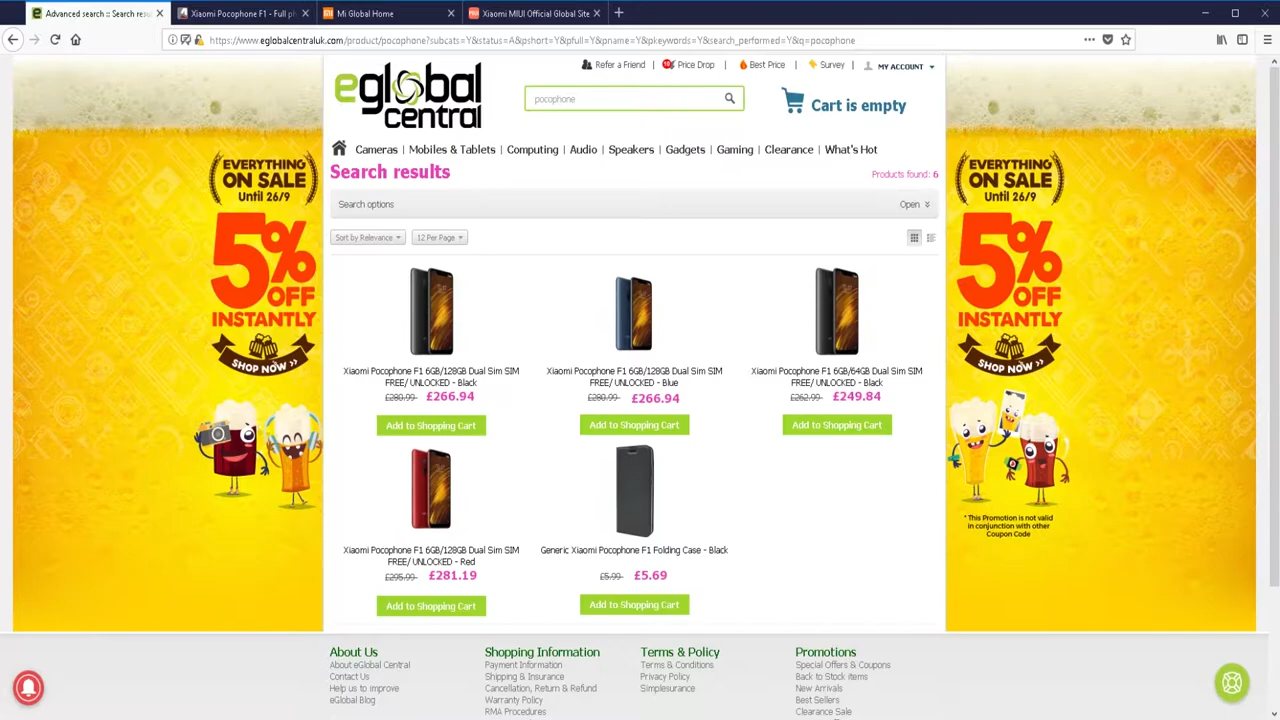 Advanced search :: Search resu
Xiaomi Pocophone F1 - Full ph
Mi Global Home
Xiaomi MIUI Official Global Site
https://www.eglobalcentraluk.com/product/pocophone?subcats=Y&status=A&pshort=Y&pfull=Y&pname=Y&pkeywords=Y&search_performed=Y&q=pocophone
Refer a Friend | Price Drop | Best Price | Survey | MY ACCOUNT
eglobal central
pocophone
Cart is empty
Cameras | Mobiles & Tablets | Computing | Audio | Speakers | Gadgets | Gaming | Clearance | What's Hot
Search results
Products found: 6
Search options
Open
Sort by Relevance
12 Per Page
EVERYTHING
ON SALE
Until 26/9
5%
OFF
INSTANTLY
SHOP NOW >>
EVERYTHING
ON SALE
Until 26/9
5%
OFF
INSTANTLY
SHOP NOW >>
* This Promotion is not valid
in conjunction with other
Coupon Code
Xiaomi Pocophone F1 6GB/128GB Dual Sim SIM
FREE/ UNLOCKED - Black
£280.99 £266.94
Add to Shopping Cart
Xiaomi Pocophone F1 6GB/128GB Dual Sim SIM
FREE/ UNLOCKED - Blue
£280.99 £266.94
Add to Shopping Cart
Xiaomi Pocophone F1 6GB/64GB Dual Sim SIM
FREE/ UNLOCKED - Black
£262.99 £249.84
Add to Shopping Cart
Xiaomi Pocophone F1 6GB/128GB Dual Sim SIM
FREE/ UNLOCKED - Red
£295.99 £281.19
Add to Shopping Cart
Generic Xiaomi Pocophone F1 Folding Case - Black
£5.99 £5.69
Add to Shopping Cart
About Us
About eGlobal Central
Contact Us
Help us to improve
eGlobal Blog
Shopping Information
Payment Information
Shipping & Insurance
Cancellation, Return & Refund
Warranty Policy
RMA Procedures
Terms & Policy
Terms & Conditions
Privacy Policy
Simplesurance
Promotions
Special Offers & Coupons
Back to Stock items
New Arrivals
Best Sellers
Clearance Sale